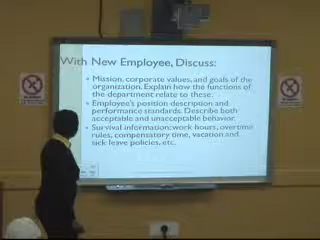 With New Employee, Discuss:
Mission, corporate values, and goals of the
organization. Explain how the functions of
the department relate to these.
Employee's position description and
performance standards. Describe both
acceptable and unacceptable behavior.
Survival information; work hours, overtime
rules, compensatory time, vacation and
sick leave policies, etc.